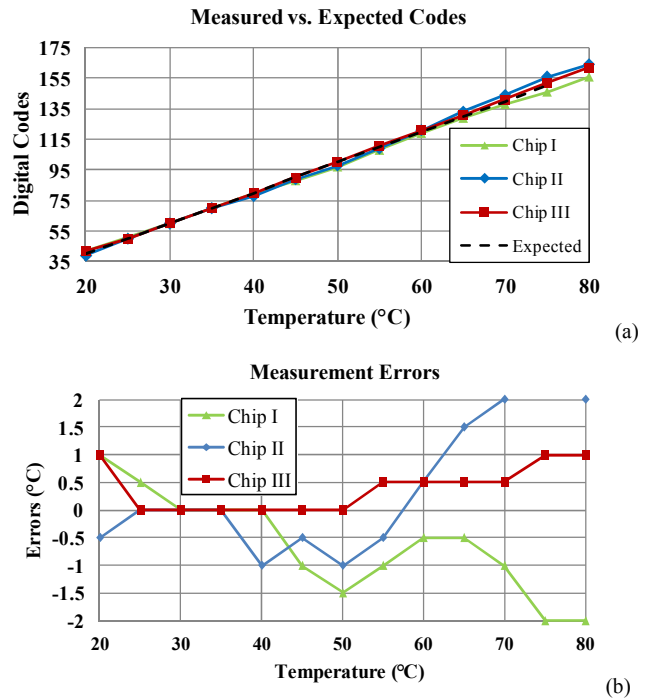 Measured vs. Expected Codes
175
155
135
115
95
75
55
35
Digital Codes
Chip I
Chip II
Chip III
Expected
20 30 40 50 60 70 80
Temperature (°C)
(a)
Measurement Errors
2
1.5
1
0.5
0
-0.5
-1
-1.5
-2
Errors (°C)
Chip I
Chip II
Chip III
20 30 40 50 60 70 80
Temperature (°C)
(b)